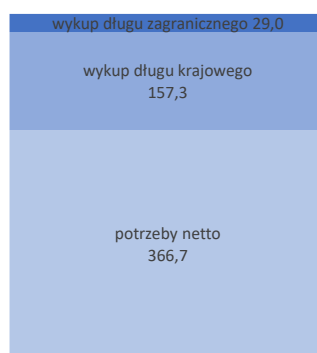 wykup długu zagranicznego 29,0
wykup długu krajowego
157,3
potrzeby netto
366,7